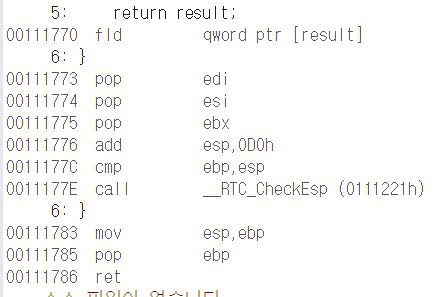 5:    return result;
00111770  fld         qword ptr [result]
6: }
00111773  pop         edi
00111774  pop         esi
00111775  pop         ebx
00111776  add         esp,0D0h
0011177C  cmp         ebp,esp
0011177E  call        __RTC_CheckEsp (0111221h)
6: }
00111783  mov         esp,ebp
00111785  pop         ebp
00111786  ret